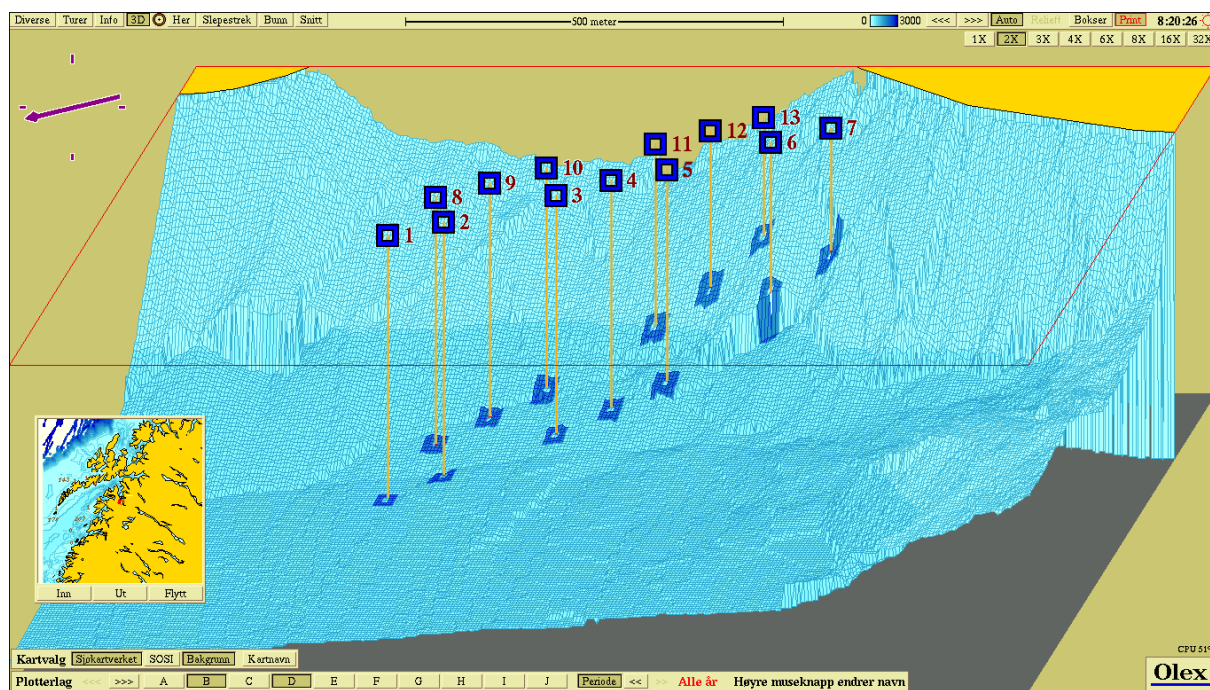 Diverse Turer Info 3D Her Slepestrek Bunn Snitt 500 meter 0 3000 <<< >>> Auto Relieff Bokser Print 8:20:26
1X 2X 3X 4X 6X 8X 16X 32X
13
12 7
11 6
10 5
9 4
8 3
2
1
Inn Ut Flytt
CPU 51%
Kartvalg Sjøkartverket SOSI Bakgrunn Kartnavn
Plotterlag <<< >>> A B C D E F G H I J Periode << >> Alle år Høyre museknapp endrer navn Olex